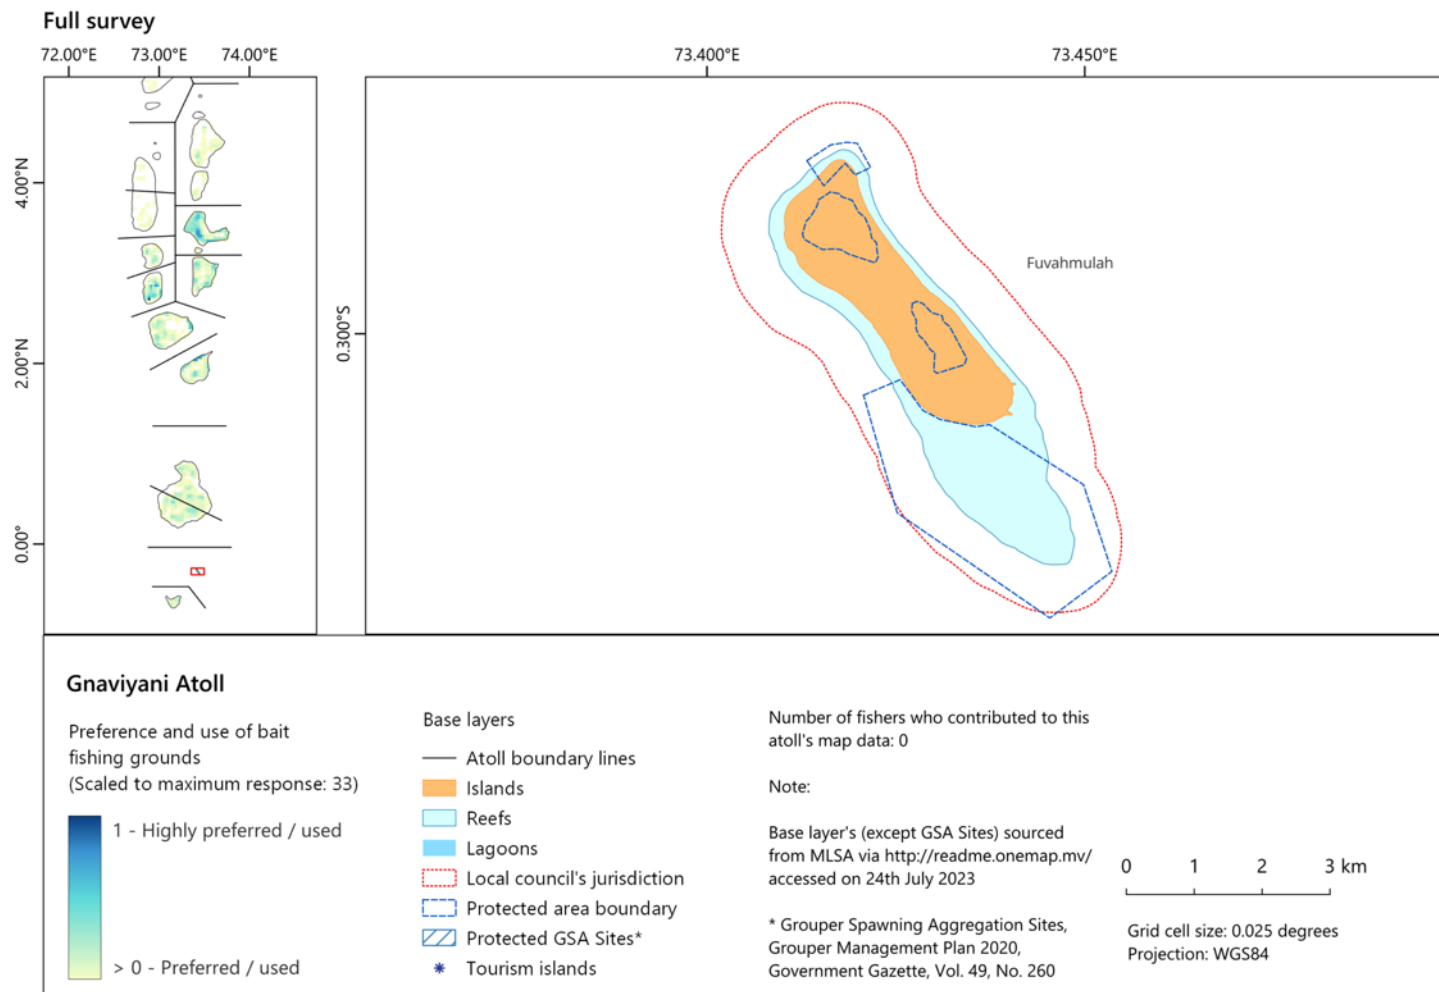 Full survey
72.00°E 73.00°E 74.00°E
73.400°E 73.450°E
4.00°N
2.00°N
0.00°
0.300°S
Fuvahmulah
Gnaviyani Atoll
Preference and use of bait
fishing grounds
(Scaled to maximum response: 33)
1 - Highly preferred / used
> 0 - Preferred / used
Base layers
Atoll boundary lines
Islands
Reefs
Lagoons
Local council's jurisdiction
Protected area boundary
Protected GSA Sites*
Tourism islands
Number of fishers who contributed to this
atoll's map data: 0
Note:
Base layer's (except GSA Sites) sourced
from MLSA via http://readme.onemap.mv/
accessed on 24th July 2023
* Grouper Spawning Aggregation Sites,
Grouper Management Plan 2020,
Government Gazette, Vol. 49, No. 260
0 1 2 3 km
Grid cell size: 0.025 degrees
Projection: WGS84